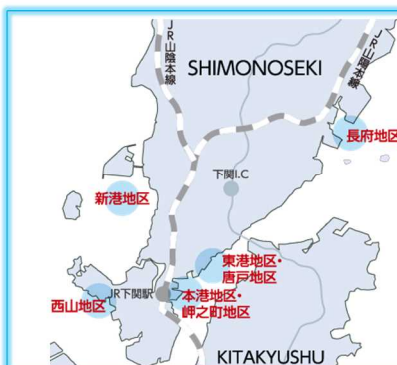 JR山陰本線
SHIMONOSEKI
JR山陽本線
長府地区
下関I.C
新港地区
東港地区・
唐戸地区
JR下関駅
本港地区・
岬之町地区
西山地区
KITAKYUSHU